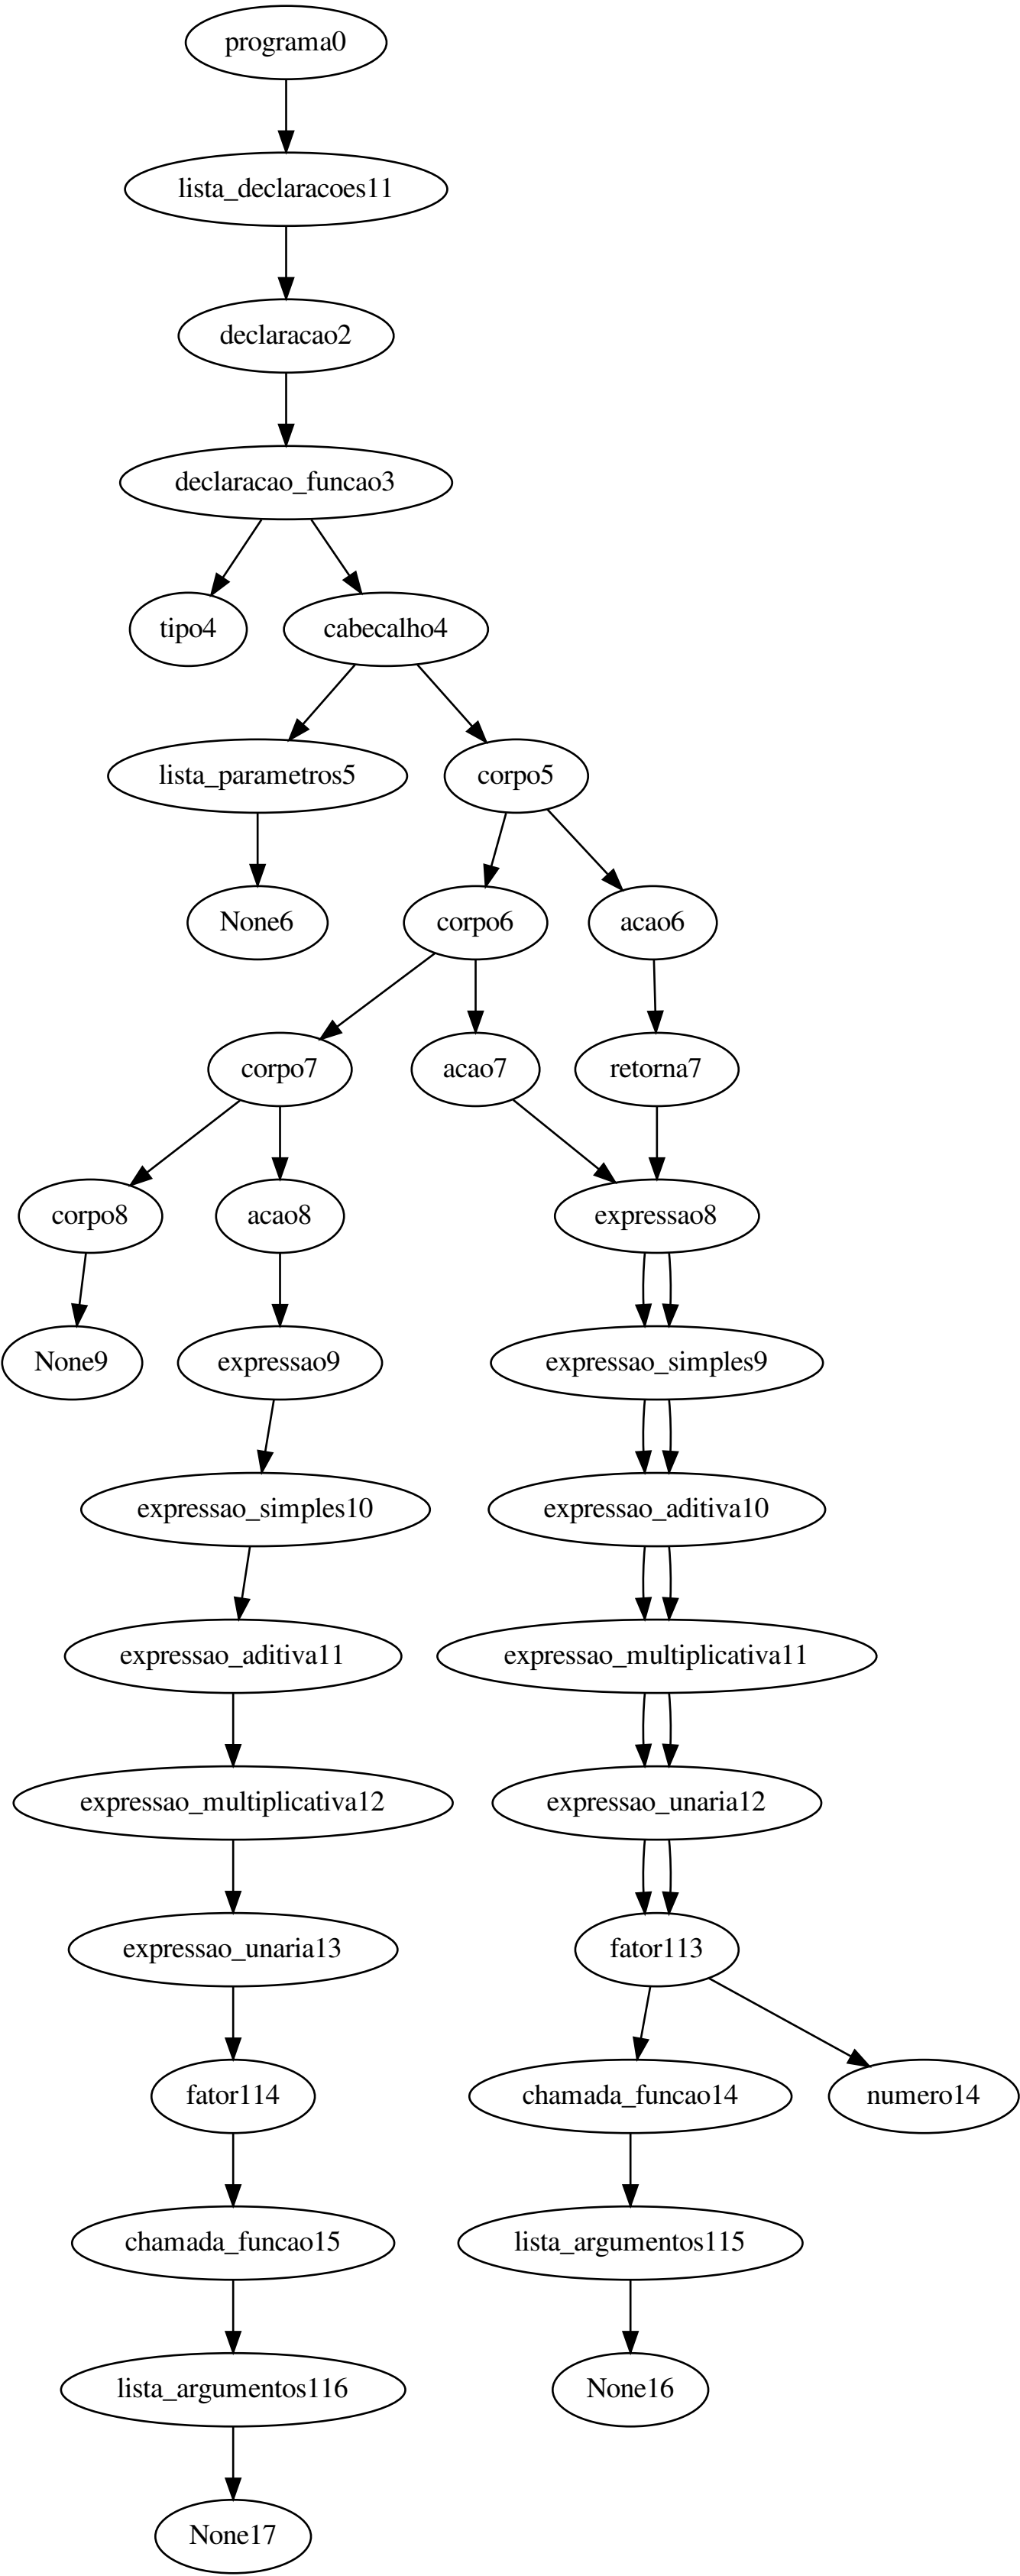 programa0
lista_declaracoes11
declaracao2
declaracao_funcao3
tipo4
cabecalho4
lista_parametros5
corpo5
None6
corpo6
acao6
corpo7
acao7
retorna7
corpo8
acao8
expressao8
None9
expressao9
expressao_simples9
expressao_simples10
expressao_aditiva10
expressao_aditiva11
expressao_multiplicativa11
expressao_multiplicativa12
expressao_unaria12
expressao_unaria13
fator113
fator114
chamada_funcao14
numero14
chamada_funcao15
lista_argumentos115
lista_argumentos116
None16
None17